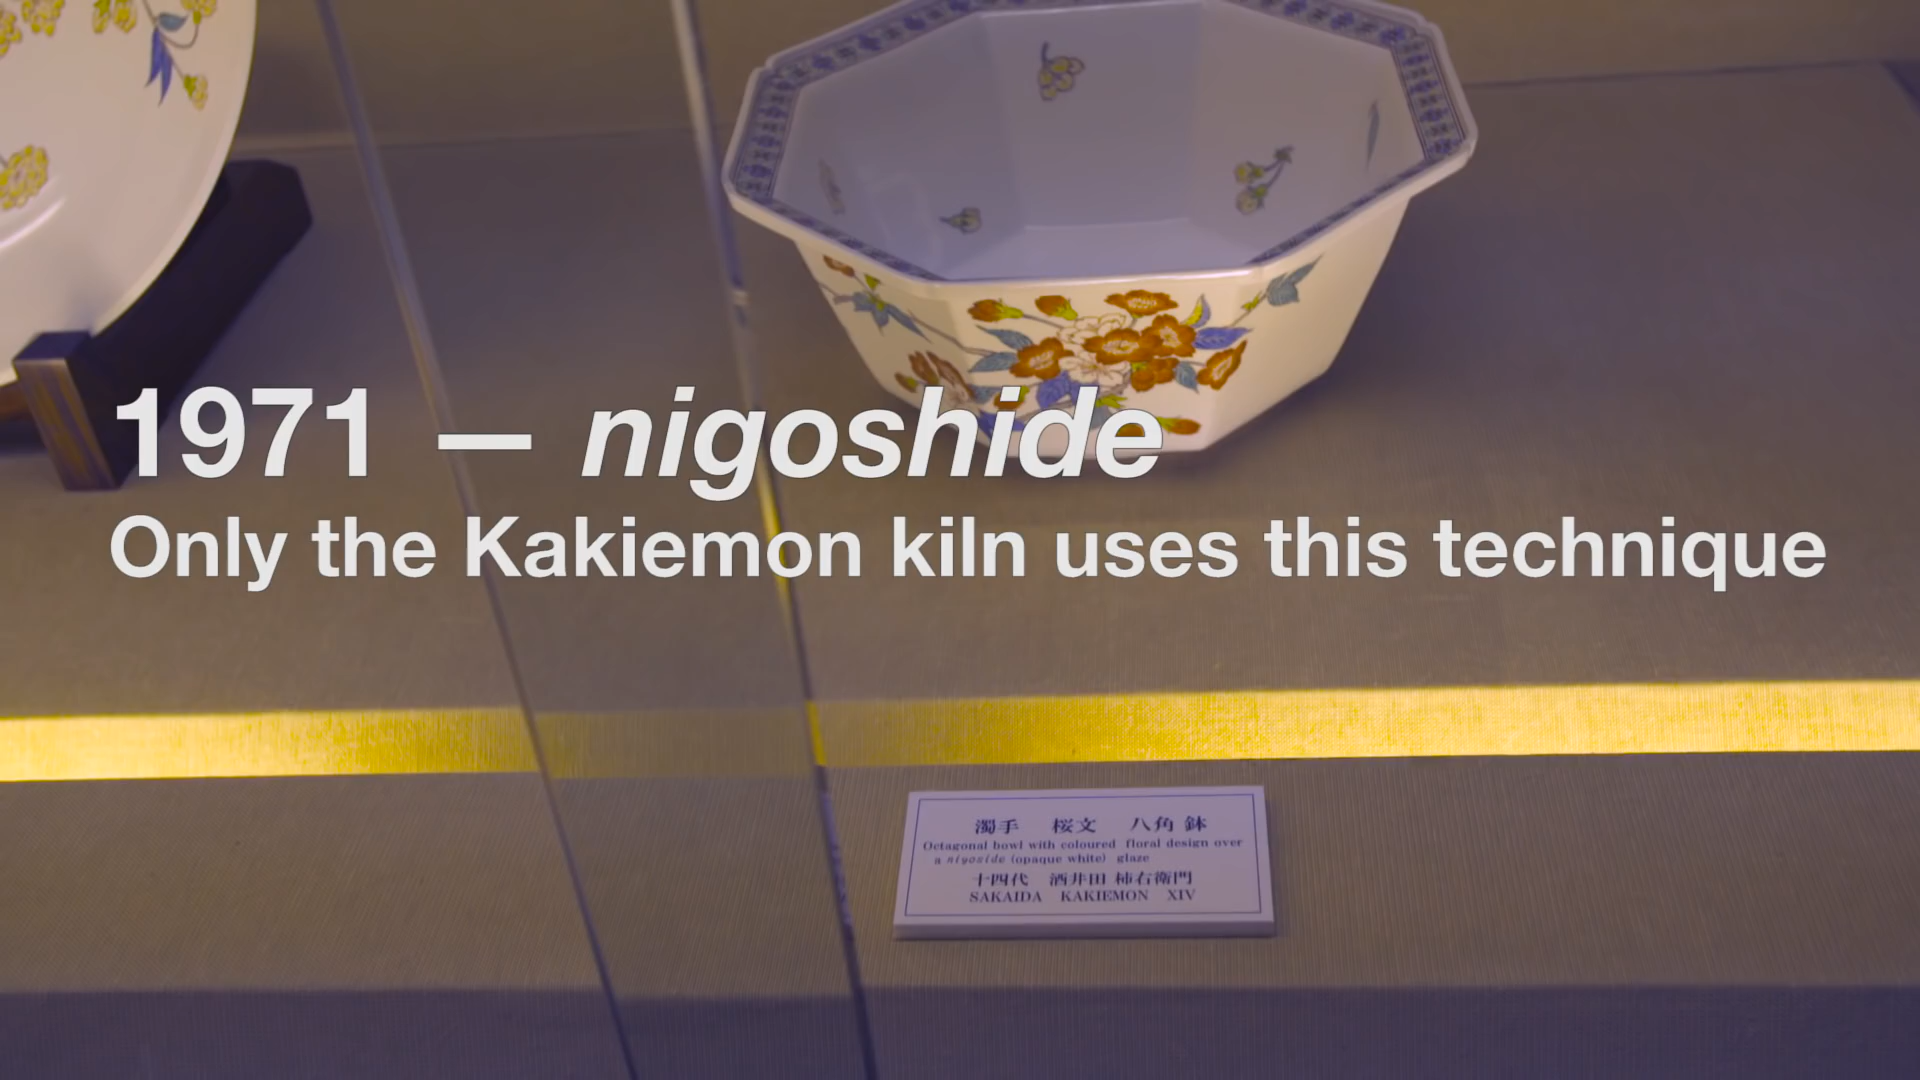 1971 — nigoshide
Only the Kakiemon kiln uses this technique
濁手 桜文 八角鉢
Octagonal bowl with coloured floral design over
a nigoside (opaque white) glaze
十四代 酒井田 柿右衛門
SAKAIDA KAKIEMON XIV